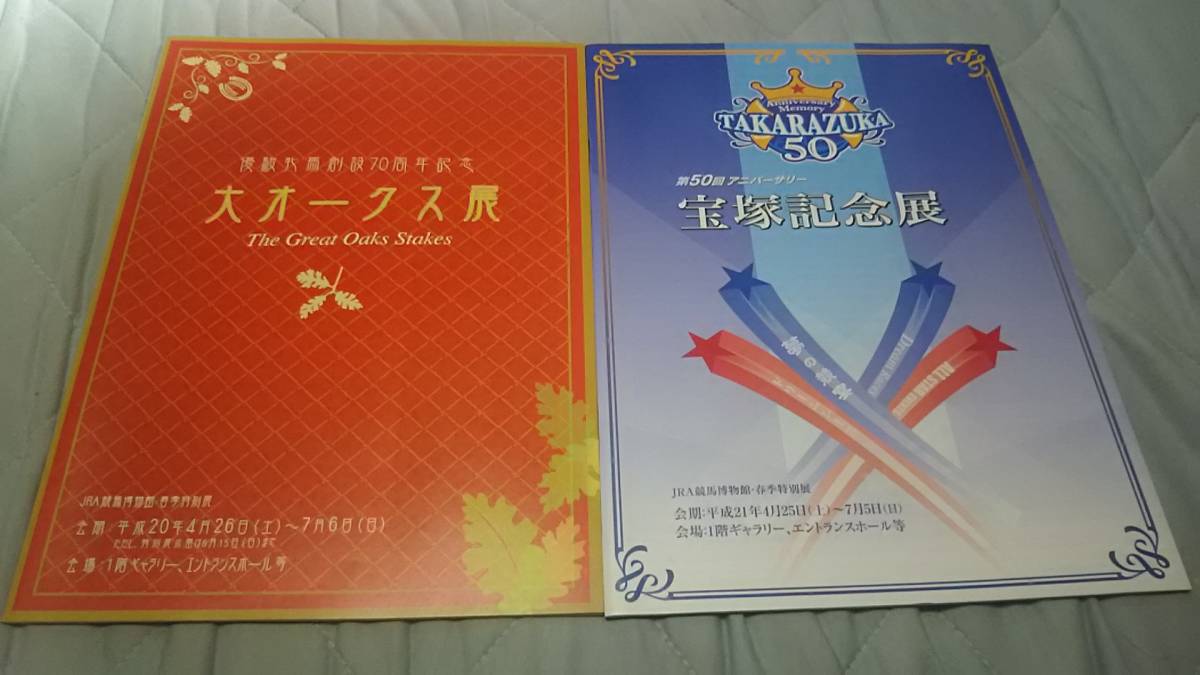 優駿牝馬創設70周年記念
大オークス展
The Great Oaks Stakes
JRA競馬博物館・春季特別展
会期:平成20年4月26日(土)〜7月6日(日)
会場:1階ギャラリー、エントランスホール等
Anniversary
Memory
TAKARAZUKA
50
第50回 アニバーサリー
宝塚記念展
夢の競演
JRA競馬博物館・春季特別展
会期:平成21年4月25日(土)〜7月5日(日)
会場:1階ギャラリー、エントランスホール等